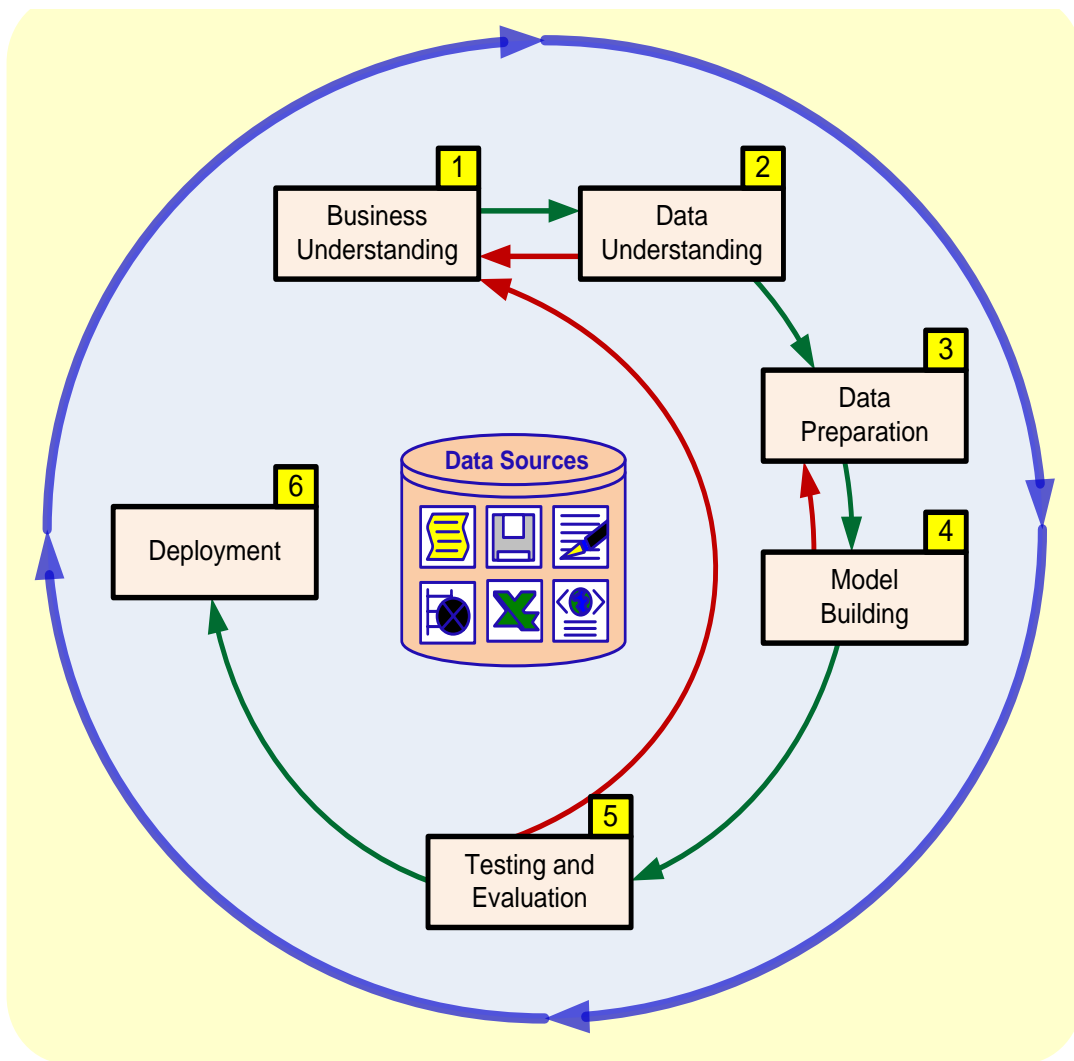 1
Business
Understanding
2
Data
Understanding
3
Data
Preparation
4
Model
Building
5
Testing and
Evaluation
6
Deployment
Data Sources